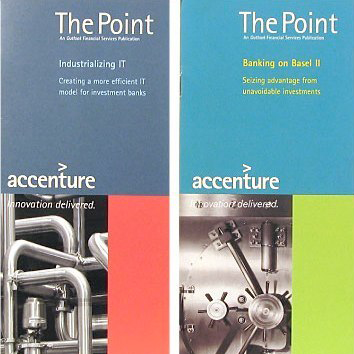 The Point
An Outlook Financial Services Publication
Industrializing IT
Creating a more efficient IT
model for investment banks
>
accenture
Innovation delivered.
The Point
An Outlook Financial Services Publication
Banking on Basel II
Seizing advantage from
unavoidable investments
>
accenture
Innovation delivered.